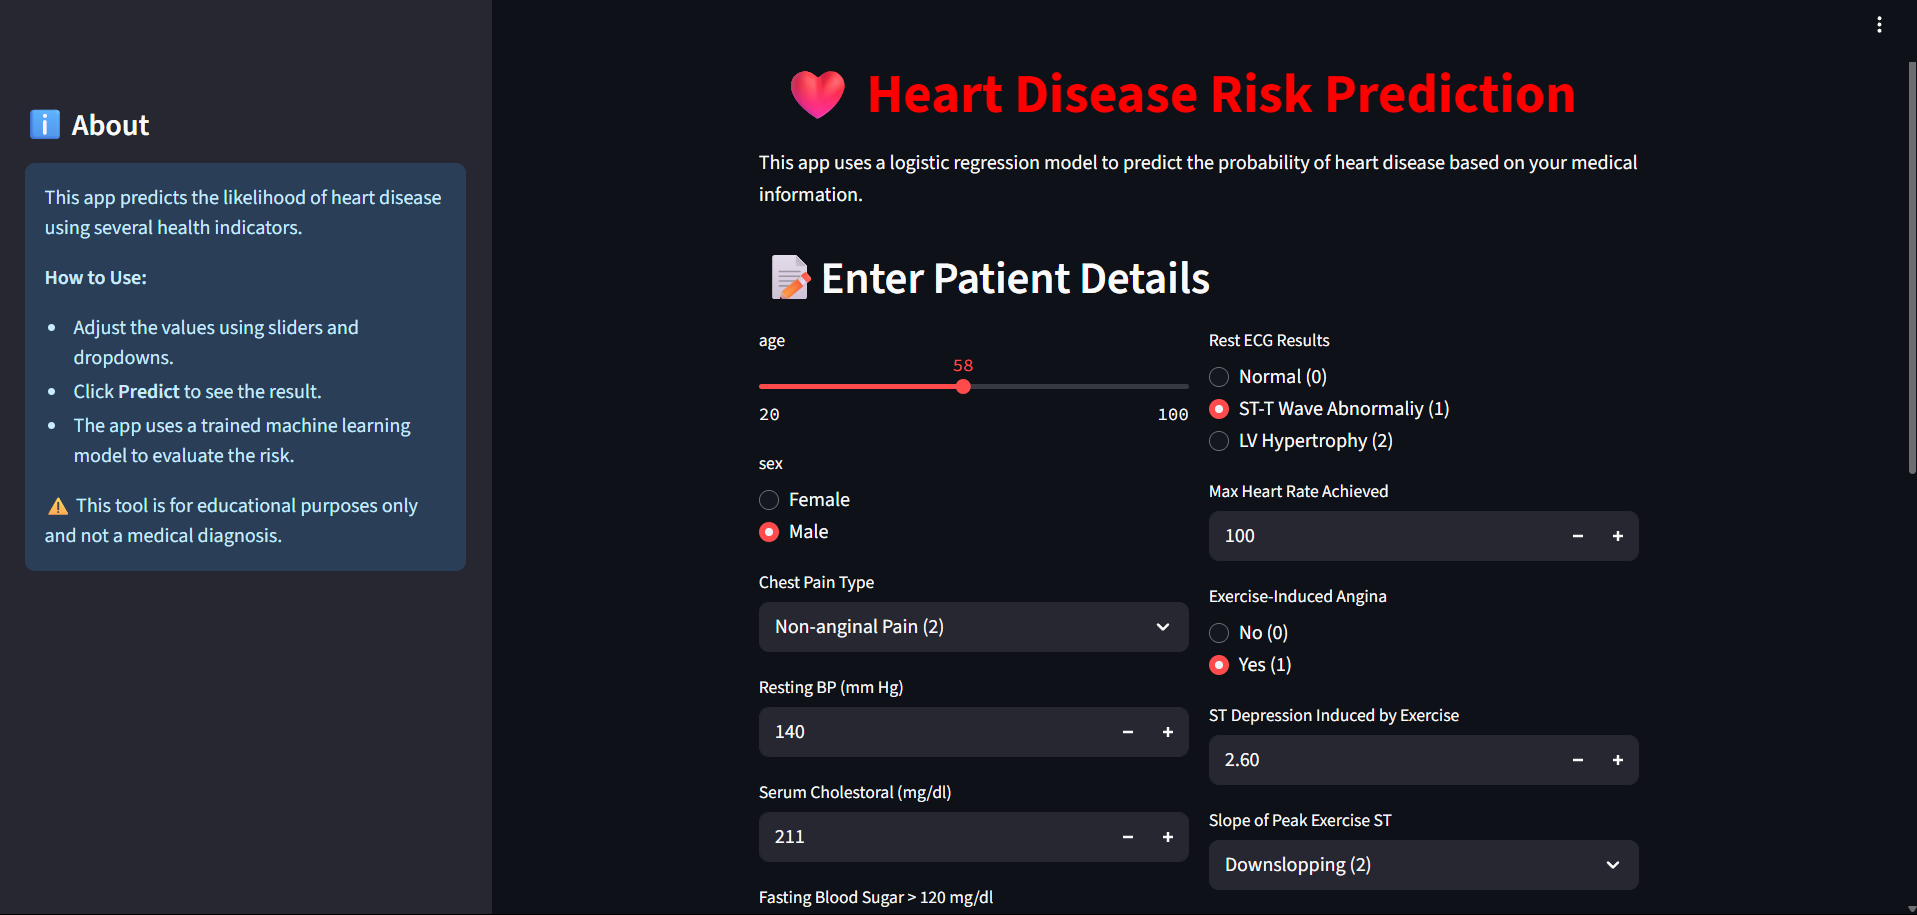 About
This app predicts the likelihood of heart disease
using several health indicators.
How to Use:
Adjust the values using sliders and
dropdowns.
Click Predict to see the result.
The app uses a trained machine learning
model to evaluate the risk.
This tool is for educational purposes only
and not a medical diagnosis.
Heart Disease Risk Prediction
This app uses a logistic regression model to predict the probability of heart disease based on your medical
information.
Enter Patient Details
age
58
20 100
sex
Female
Male
Chest Pain Type
Non-anginal Pain (2)
Resting BP (mm Hg)
140
Serum Cholestoral (mg/dl)
211
Fasting Blood Sugar > 120 mg/dl
Rest ECG Results
Normal (0)
ST-T Wave Abnormaliy (1)
LV Hypertrophy (2)
Max Heart Rate Achieved
100
Exercise-Induced Angina
No (0)
Yes (1)
ST Depression Induced by Exercise
2.60
Slope of Peak Exercise ST
Downslopping (2)